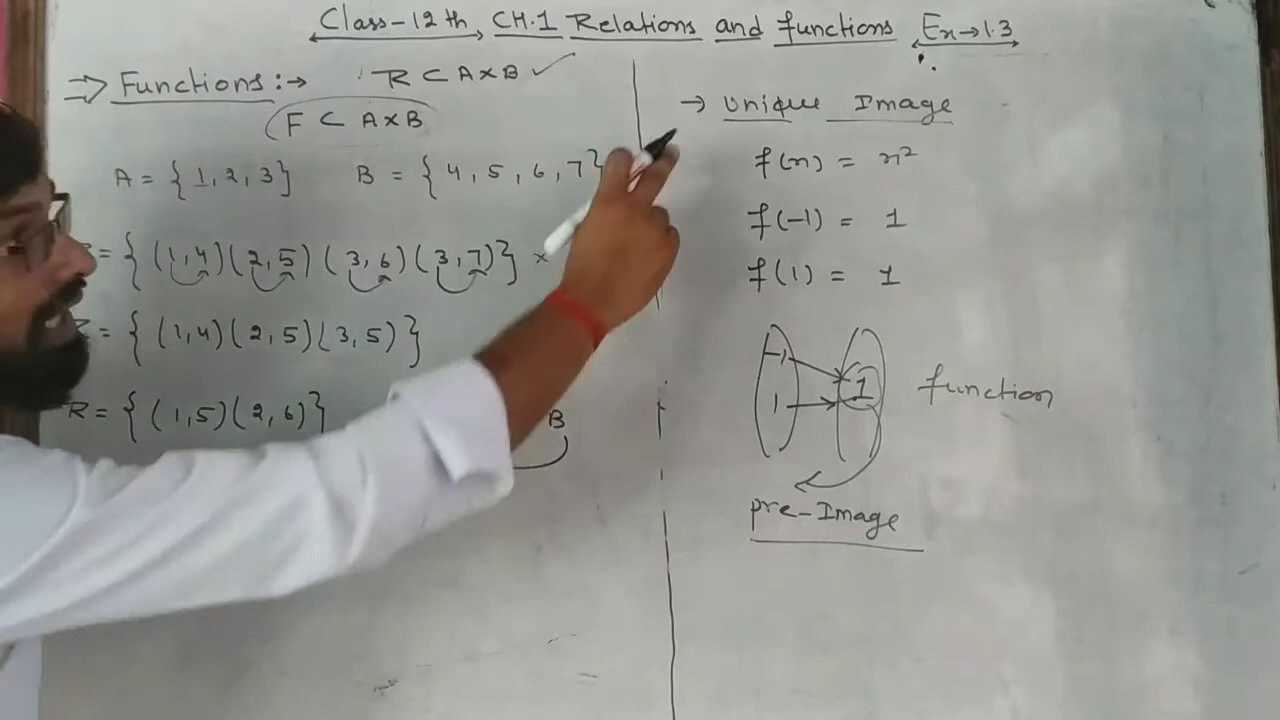 Class-12th CH.1 Relations and functions Ex→1.3
⇒ Functions:→ R ⊂ A×B ✓
F ⊂ A×B
A = {1, 2, 3} B = {4, 5, 6, 7}
= {(1,4)(2,5)(3,6)(3,7)} ×
= {(1,4)(2,5)(3,5)}
R = {(1,5)(2,6)}
B
→ Unique Image
f(n) = n²
f(-1) = 1
f(1) = 1
-1
1
1
function
pre-Image